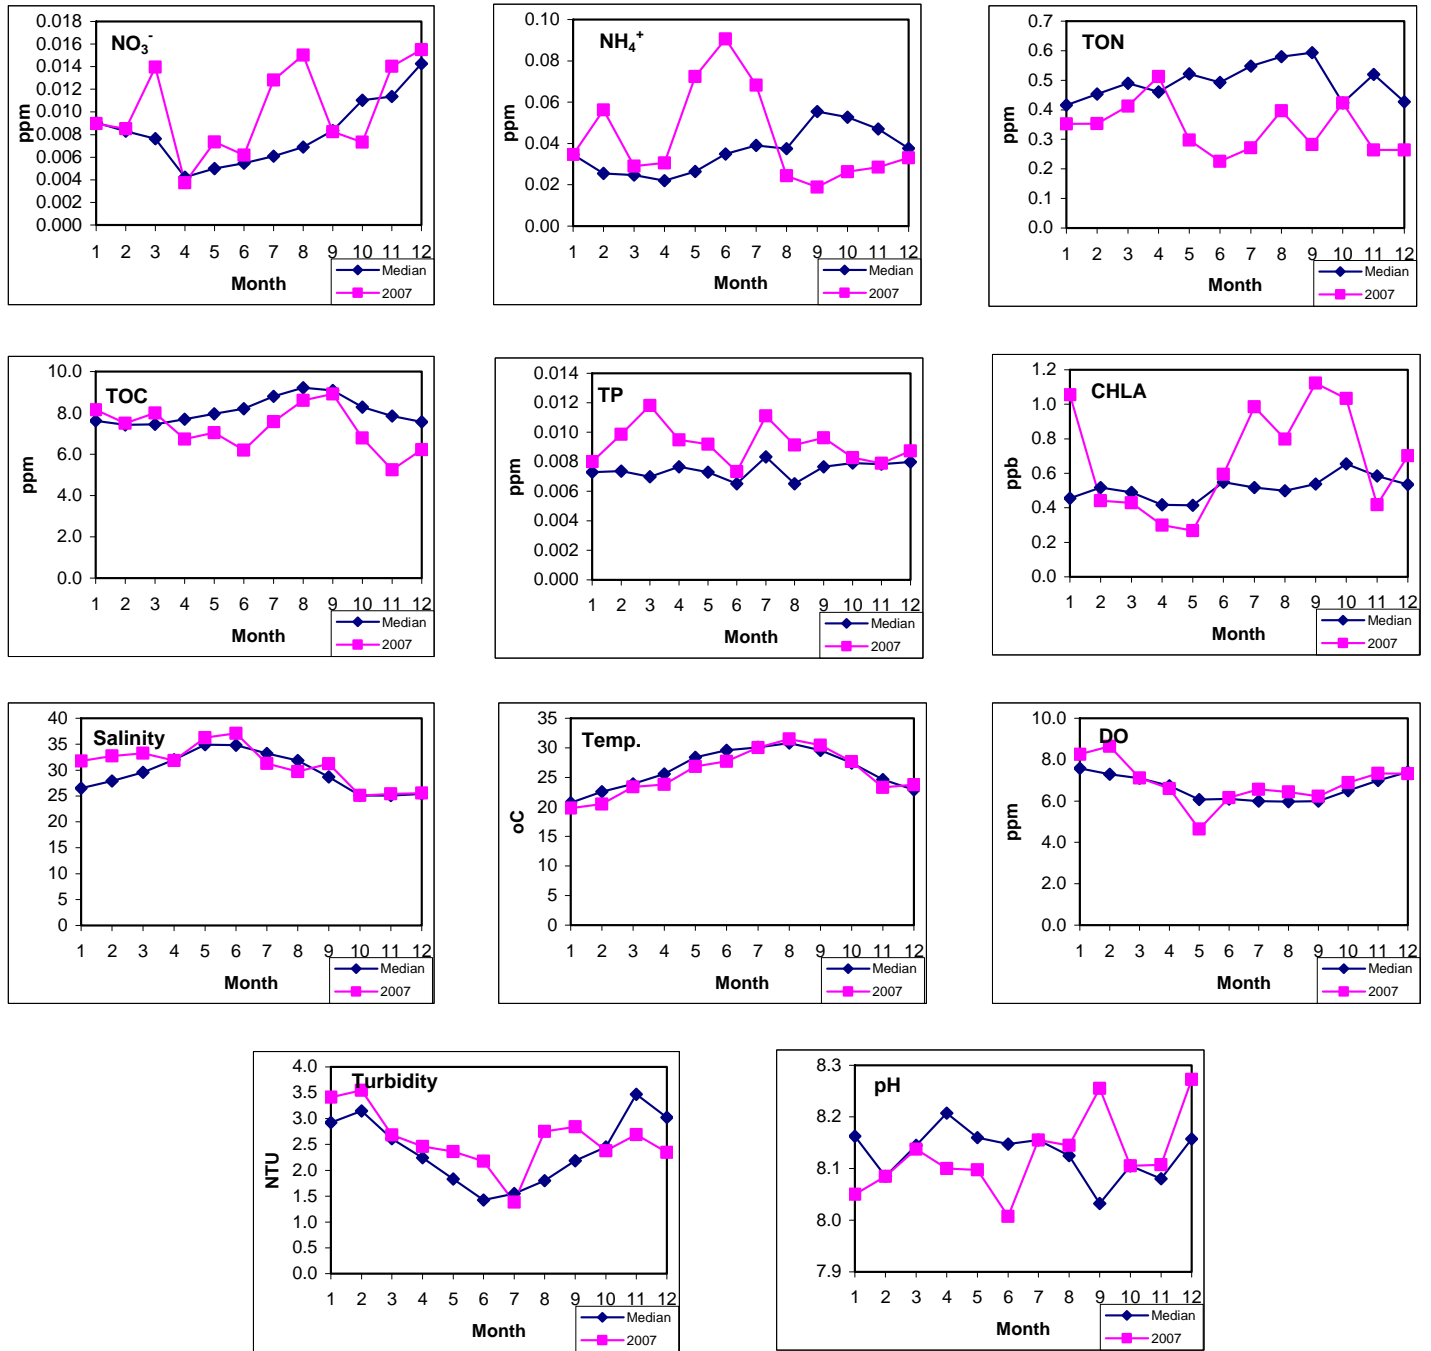 NO3-
ppm
0.018
0.016
0.014
0.012
0.010
0.008
0.006
0.004
0.002
0.000
1 2 3 4 5 6 7 8 9 10 11 12
Month
Median
2007
NH4+
ppm
0.10
0.08
0.06
0.04
0.02
0.00
1 2 3 4 5 6 7 8 9 10 11 12
Month
Median
2007
TON
ppm
0.7
0.6
0.5
0.4
0.3
0.2
0.1
0.0
1 2 3 4 5 6 7 8 9 10 11 12
Month
Median
2007
TOC
ppm
10.0
8.0
6.0
4.0
2.0
0.0
1 2 3 4 5 6 7 8 9 10 11 12
Month
Median
2007
TP
ppm
0.014
0.012
0.010
0.008
0.006
0.004
0.002
0.000
1 2 3 4 5 6 7 8 9 10 11 12
Month
Median
2007
CHLA
ppb
1.2
1.0
0.8
0.6
0.4
0.2
0.0
1 2 3 4 5 6 7 8 9 10 11 12
Month
Median
2007
Salinity
40
35
30
25
20
15
10
5
0
1 2 3 4 5 6 7 8 9 10 11 12
Month
Median
2007
Temp.
oC
35
30
25
20
15
10
5
0
1 2 3 4 5 6 7 8 9 10 11 12
Month
Median
2007
DO
ppm
10.0
8.0
6.0
4.0
2.0
0.0
1 2 3 4 5 6 7 8 9 10 11 12
Month
Median
2007
Turbidity
NTU
4.0
3.5
3.0
2.5
2.0
1.5
1.0
0.5
0.0
1 2 3 4 5 6 7 8 9 10 11 12
Month
Median
2007
pH
8.3
8.2
8.1
8.0
7.9
1 2 3 4 5 6 7 8 9 10 11 12
Month
Median
2007